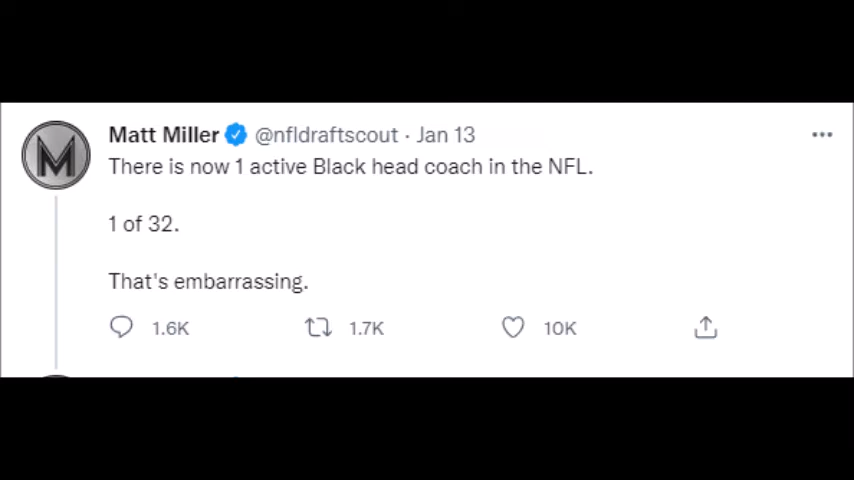 Matt Miller @nfldraftscout · Jan 13
There is now 1 active Black head coach in the NFL.
1 of 32.
That's embarrassing.
1.6K 1.7K 10K